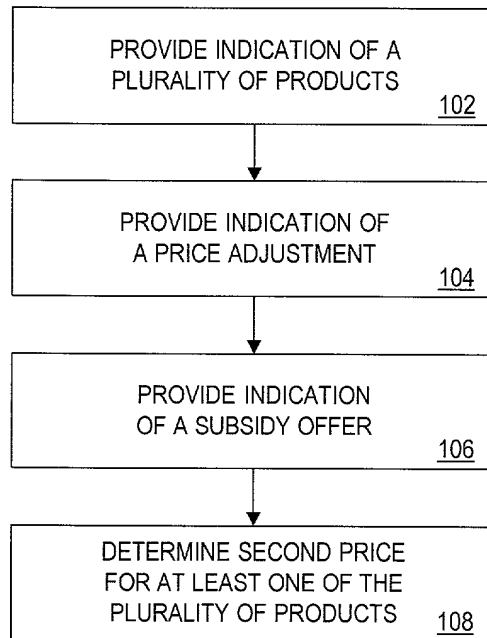 PROVIDE INDICATION OF A
PLURALITY OF PRODUCTS
102
PROVIDE INDICATION OF
A PRICE ADJUSTMENT
104
PROVIDE INDICATION
OF A SUBSIDY OFFER
106
DETERMINE SECOND PRICE
FOR AT LEAST ONE OF THE
PLURALITY OF PRODUCTS
108